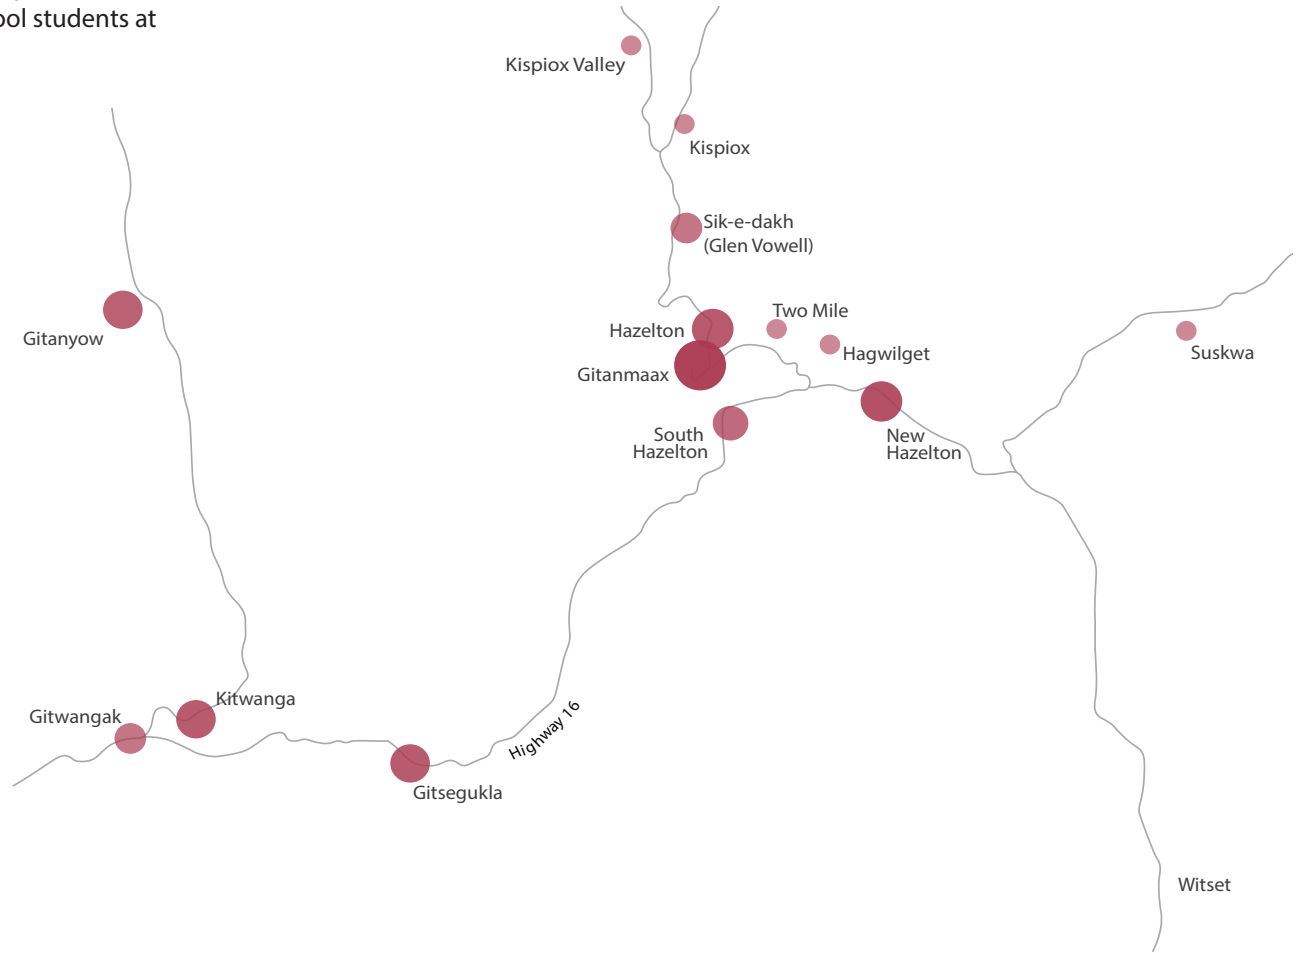 students at
Kispiox Valley
Kispiox
Sik-e-dakh
(Glen Vowell)
Two Mile
Hazelton
Hagwilget
Gitanmaax
Suskwa
Gitanyow
South
Hazelton
New
Hazelton
Kitwanga
Gitwangak
Highway 16
Gitsegukla
Witset